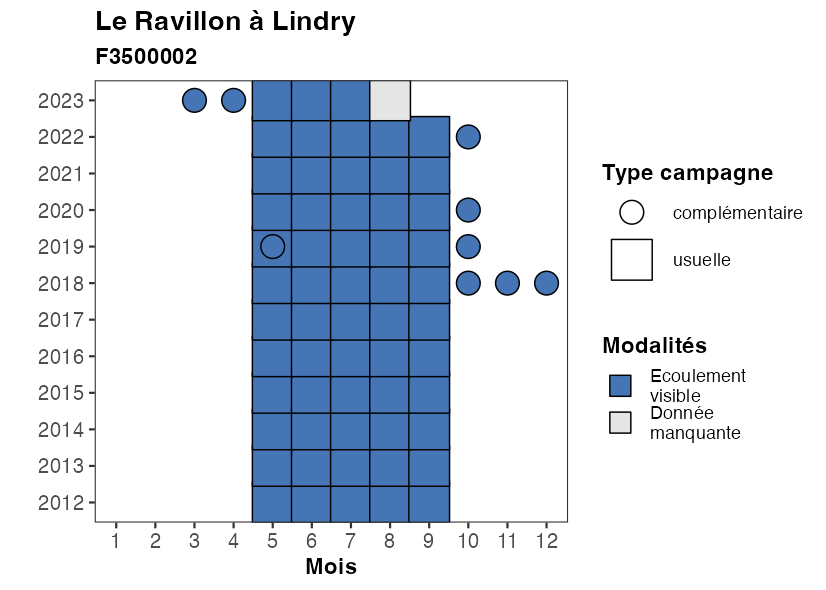 Le Ravillon à Lindry
F3500002
2023
2022
2021
2020
2019
2018
2017
2016
2015
2014
2013
2012
1 2 3 4 5 6 7 8 9 10 11 12
Mois
Type campagne
complémentaire
usuelle
Modalités
Ecoulement
visible
Donnée
manquante